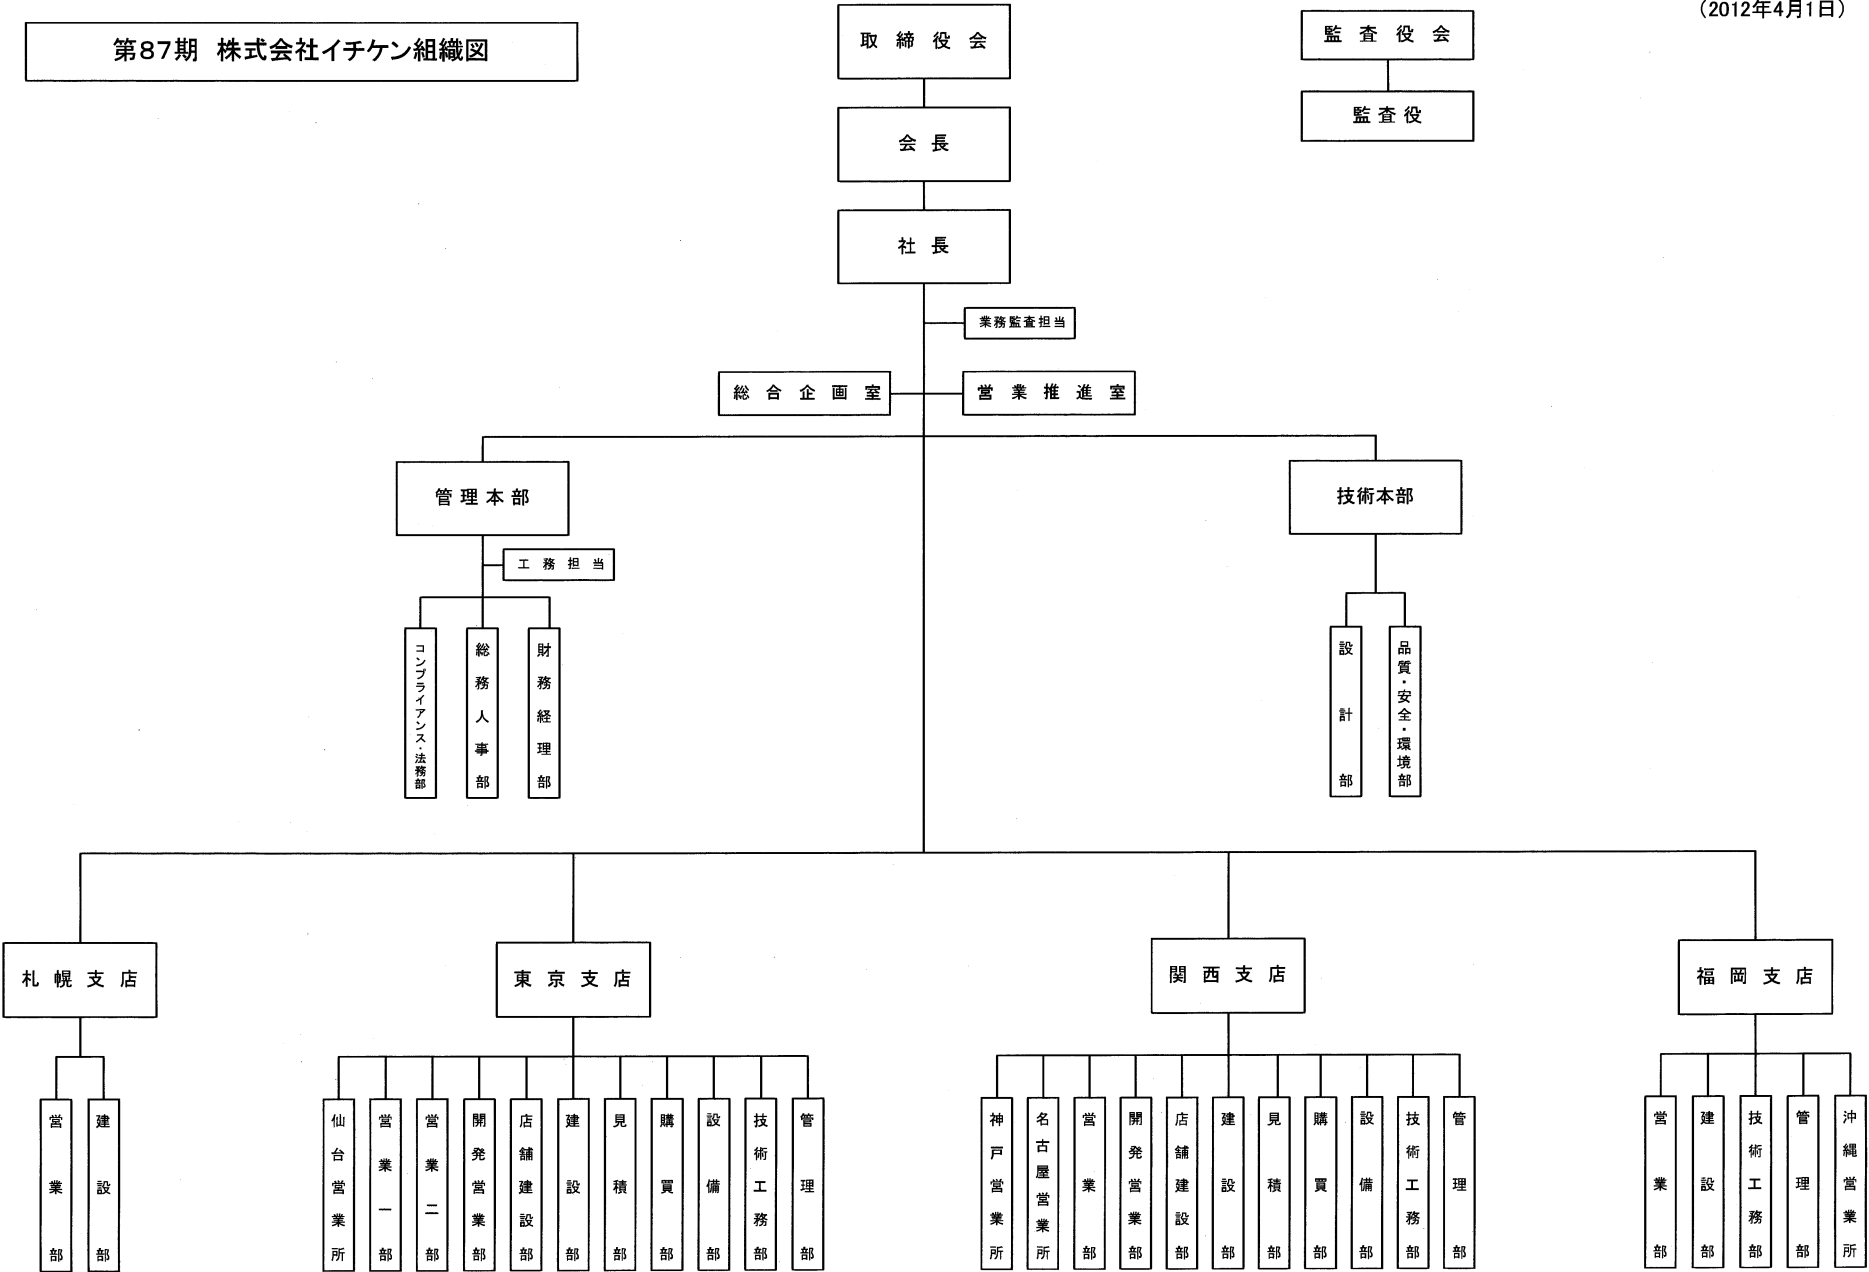 （2012年4月1日）
第87期 株式会社イチケン組織図
取締役会
監査役会
監査役
会長
社長
業務監査担当
総合企画室
営業推進室
管理本部
技術本部
工務担当
コンプライアンス・法務部
総務人事部
財務経理部
設計部
品質・安全・環境部
札幌支店
東京支店
関西支店
福岡支店
営業部
建設部
仙台営業所
営業一部
営業二部
開発営業部
店舗建設部
建設部
見積部
購買部
設備部
技術工務部
管理部
神戸営業所
名古屋営業所
営業部
開発営業部
店舗建設部
建設部
見積部
購買部
設備部
技術工務部
管理部
営業部
建設部
技術工務部
管理部
沖縄営業所